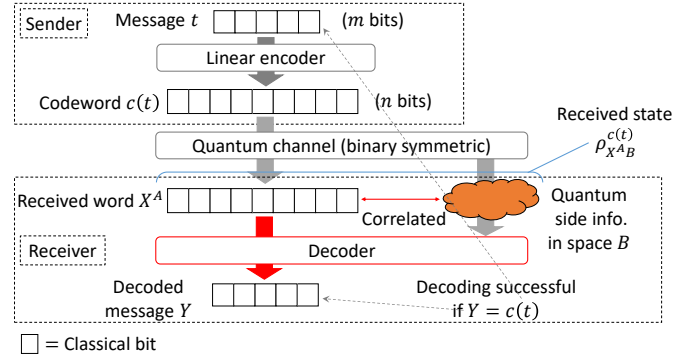 Sender
Message t
(m bits)
Linear encoder
Codeword c(t)
(n bits)
Received state
ρ_{X^A B}^{c(t)}
Quantum channel (binary symmetric)
Received word X^A
Correlated
Quantum
side info.
in space B
Receiver
Decoder
Decoded
message Y
Decoding successful
if Y = c(t)
= Classical bit